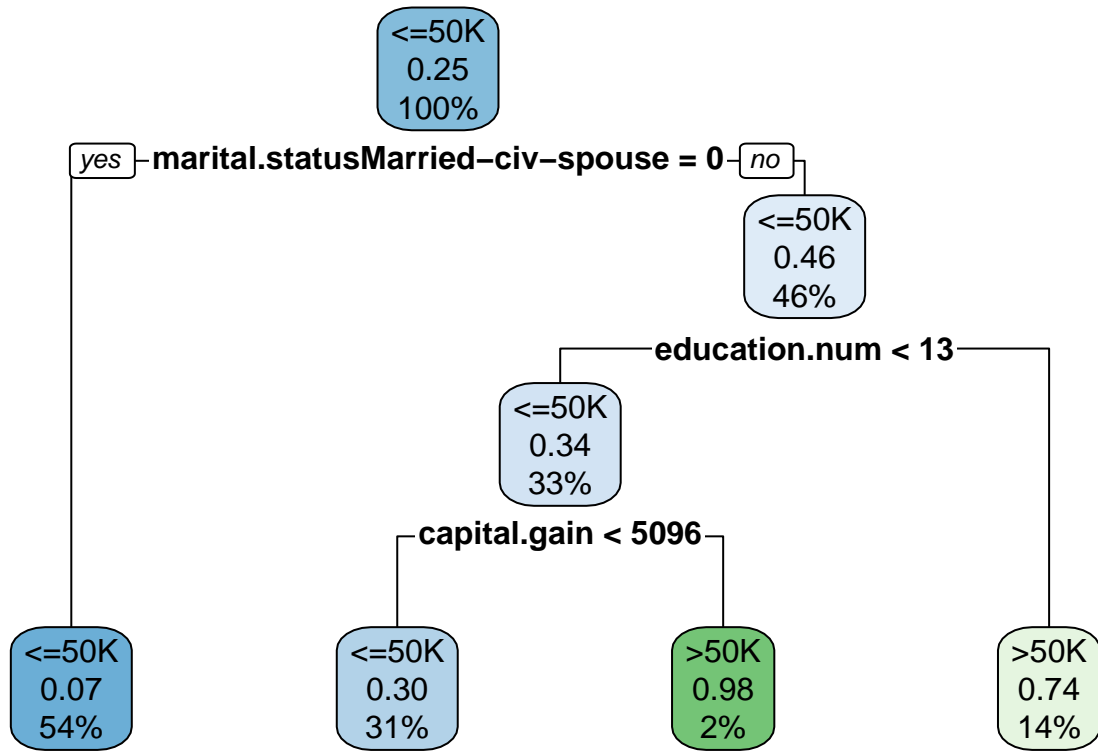 <=50K
0.25
100%
yes marital.statusMarried−civ−spouse = 0 no
<=50K
0.46
46%
education.num < 13
<=50K
0.34
33%
capital.gain < 5096
<=50K
0.07
54%
<=50K
0.30
31%
>50K
0.98
2%
>50K
0.74
14%